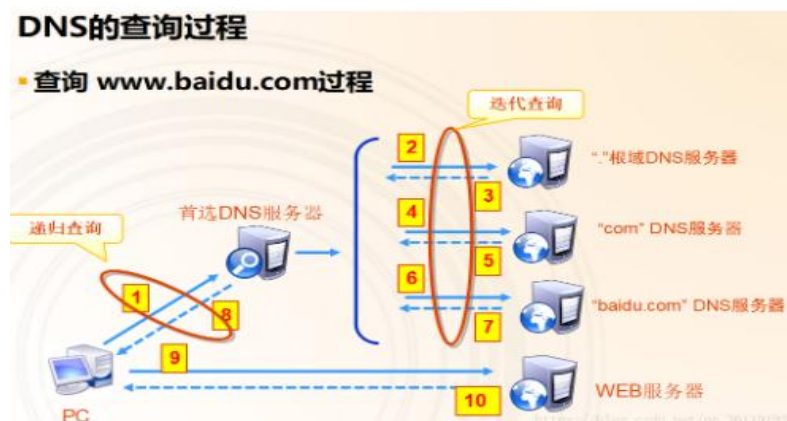 DNS的查询过程
查询 www.baidu.com过程
迭代查询
2
"."根域DNS服务器
3
递归查询
首选DNS服务器
4
"com" DNS服务器
5
1
6
8
"baidu.com" DNS服务器
7
9
WEB服务器
10
PC